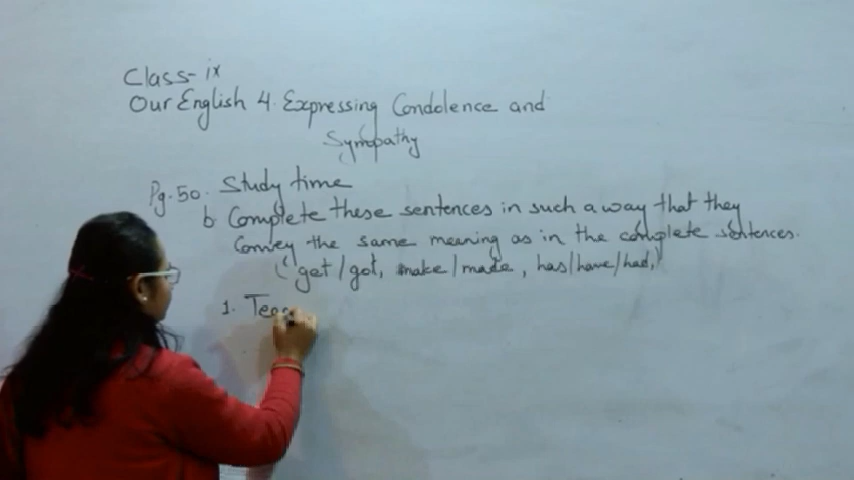 Class- ix
Our English 4. Expressing Condolence and
Sympathy
Pg. 50. Study time
b. Complete these sentences in such a way that they
Convey the same meaning as in the complete sentences.
( get/got, make/made, has/have/had,)
1. Teac